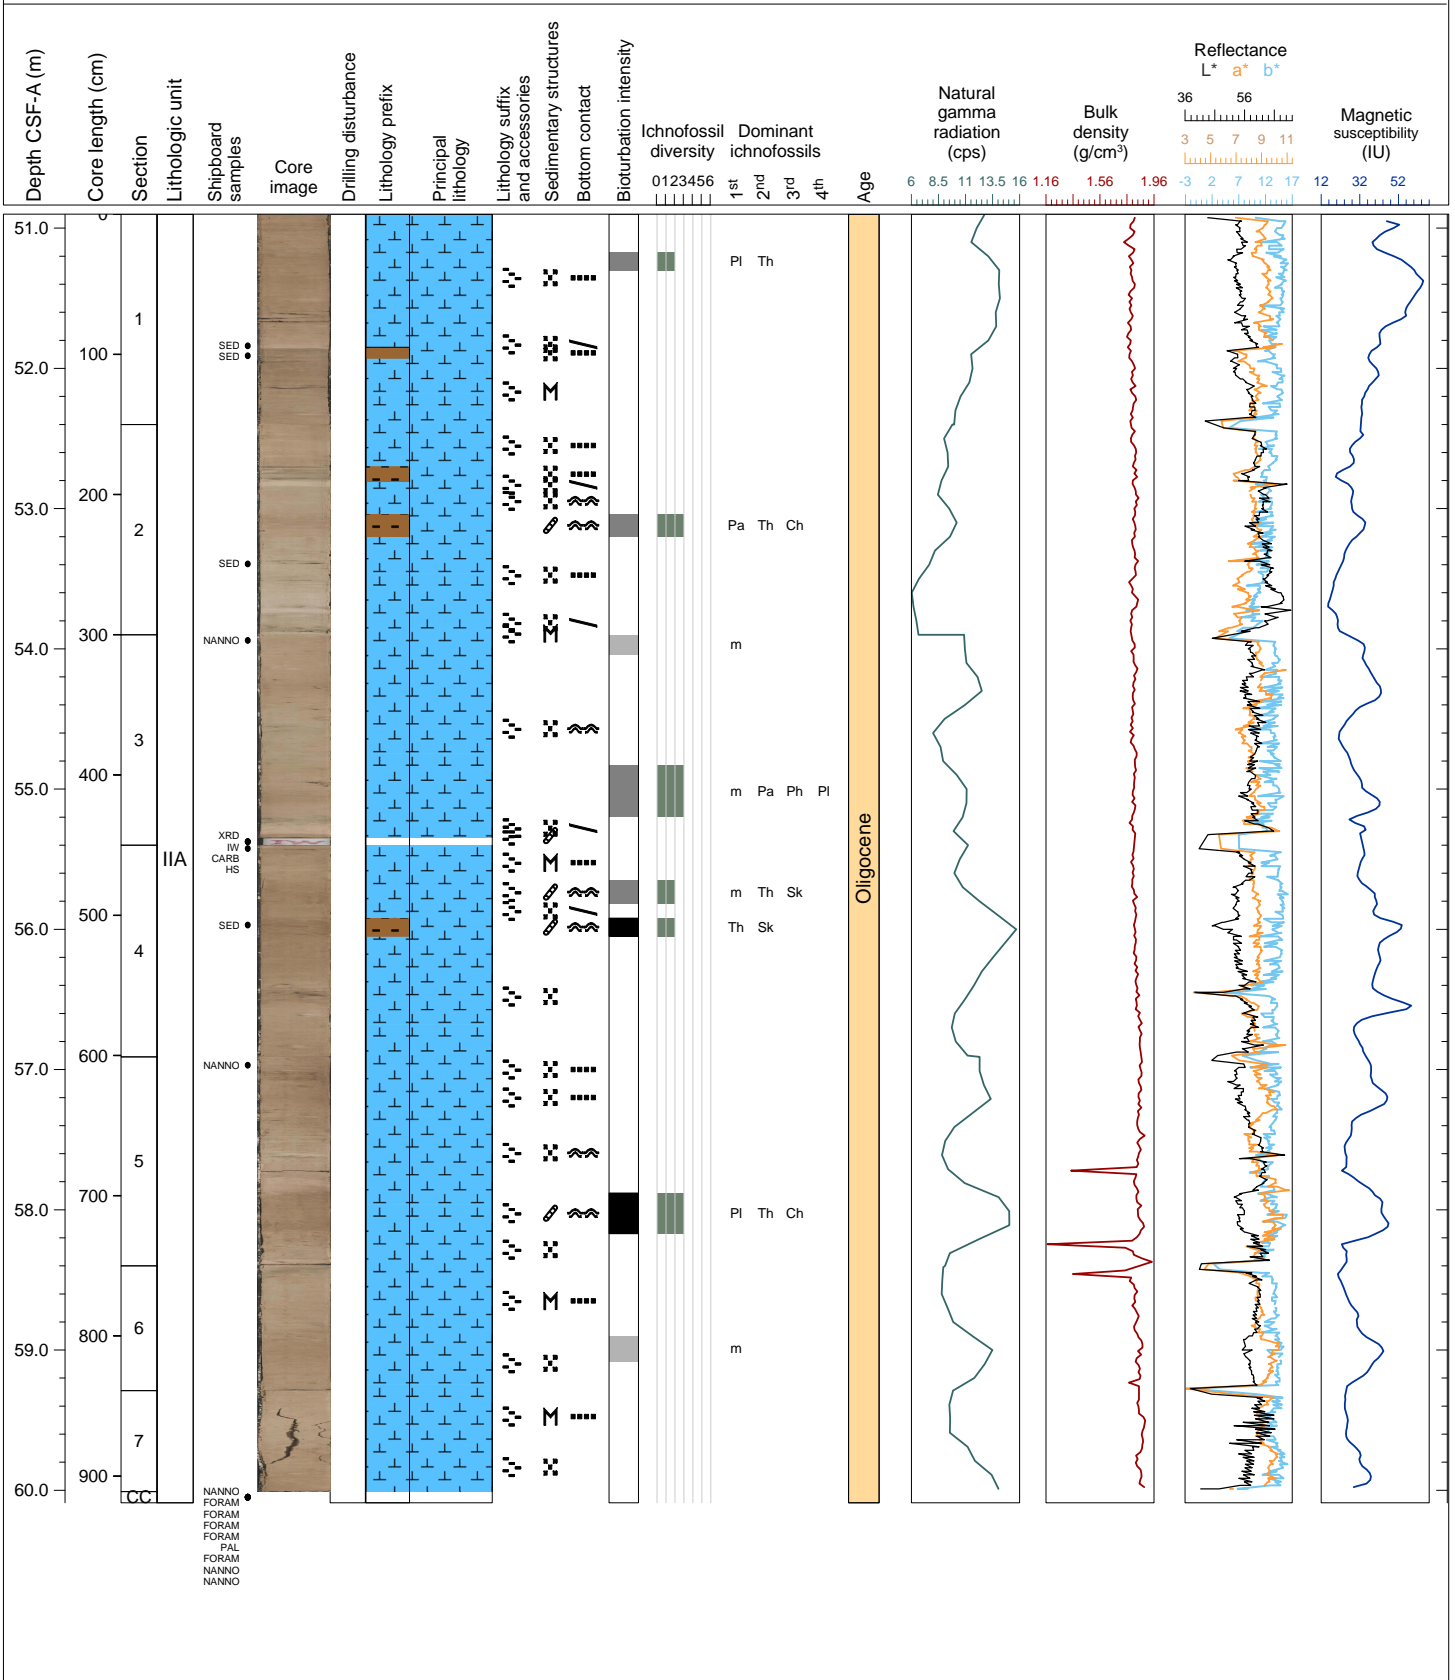 Depth CSF-A (m)
Core length (cm)
Section
Lithologic unit
Shipboard
samples
Core
image
Drilling disturbance
Lithology prefix
Principal
lithology
Lithology suffix
and accessories
Sedimentary structures
Bottom contact
Bioturbation intensity
Ichnofossil
diversity
0123456
Dominant
ichnofossils
1st 2nd 3rd 4th
Age
Natural
gamma
radiation
(cps)
6 8.5 11 13.5 16
Bulk
density
(g/cm³)
1.16 1.56 1.96
Reflectance
L* a* b*
36 56
3 5 7 9 11
-3 2 7 12 17
Magnetic
susceptibility
(IU)
12 32 52
51.0
52.0
53.0
54.0
55.0
56.0
57.0
58.0
59.0
60.0
0
100
200
300
400
500
600
700
800
900
1
2
3
4
5
6
7
CC
IIA
SED
SED
SED
NANNO
XRD
IW
CARB
HS
SED
NANNO
NANNO
FORAM
FORAM
FORAM
FORAM
PAL
FORAM
NANNO
NANNO
Pl Th
Pa Th Ch
m
m Pa Ph Pl
m Th Sk
Th Sk
Pl Th Ch
m
Oligocene